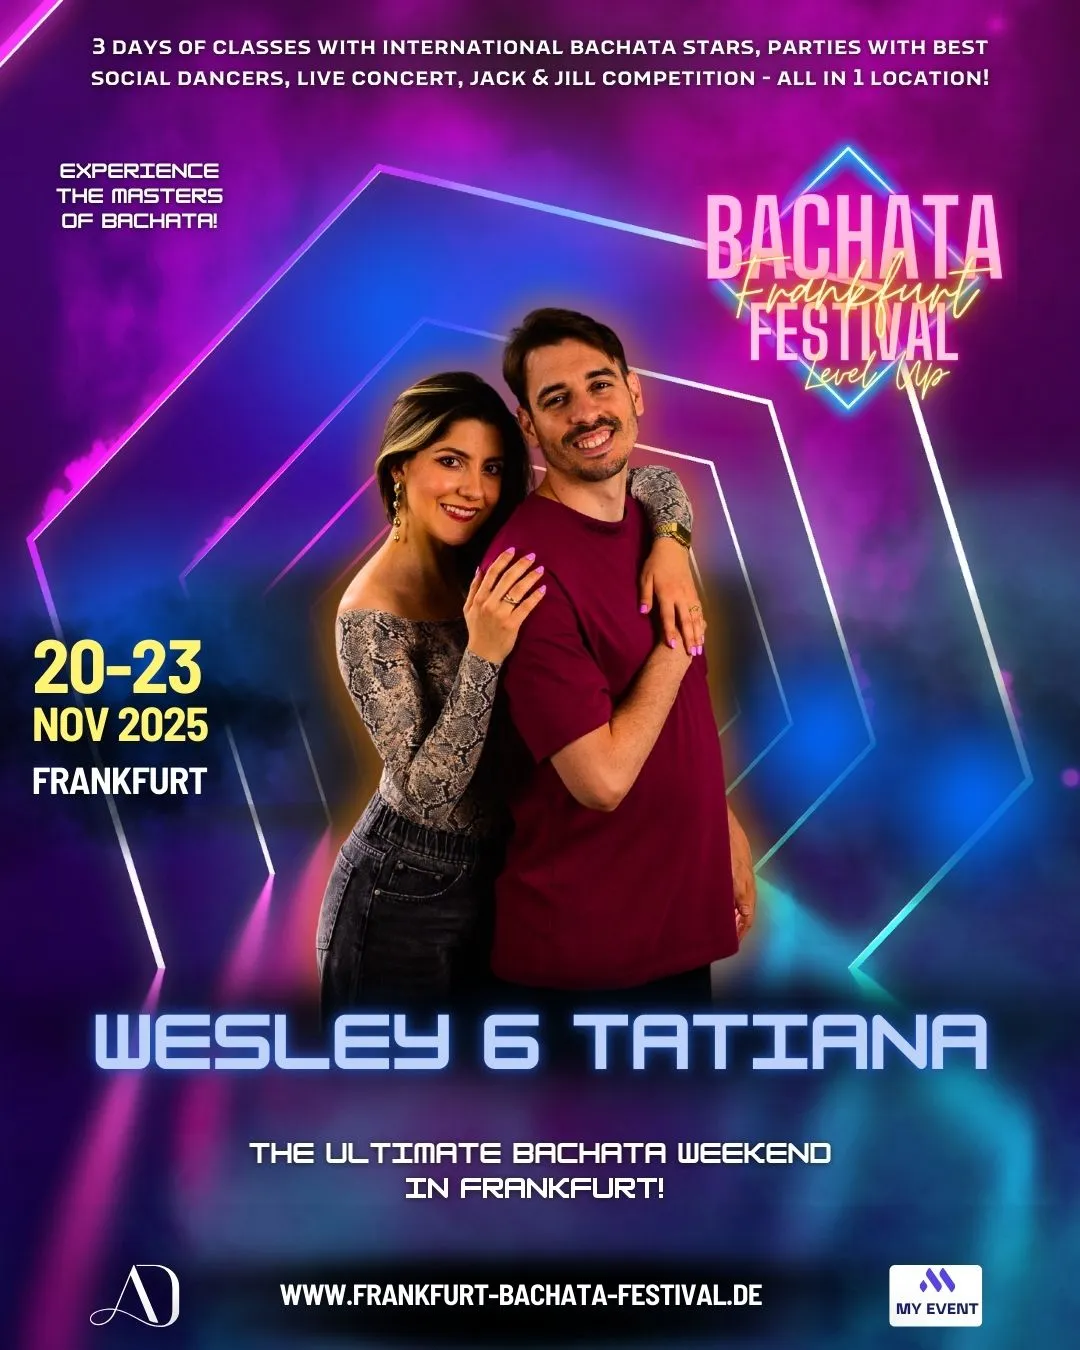 3 DAYS OF CLASSES WITH INTERNATIONAL BACHATA STARS, PARTIES WITH BEST
SOCIAL DANCERS, LIVE CONCERT, JACK & JILL COMPETITION - ALL IN 1 LOCATION!
EXPERIENCE
THE MASTERS
OF BACHATA!
BACHATA
Frankfurt
FESTIVAL
Level Up
20-23
NOV 2025
FRANKFURT
WESLEY & TATIANA
THE ULTIMATE BACHATA WEEKEND
IN FRANKFURT!
AD
WWW.FRANKFURT-BACHATA-FESTIVAL.DE
MY EVENT